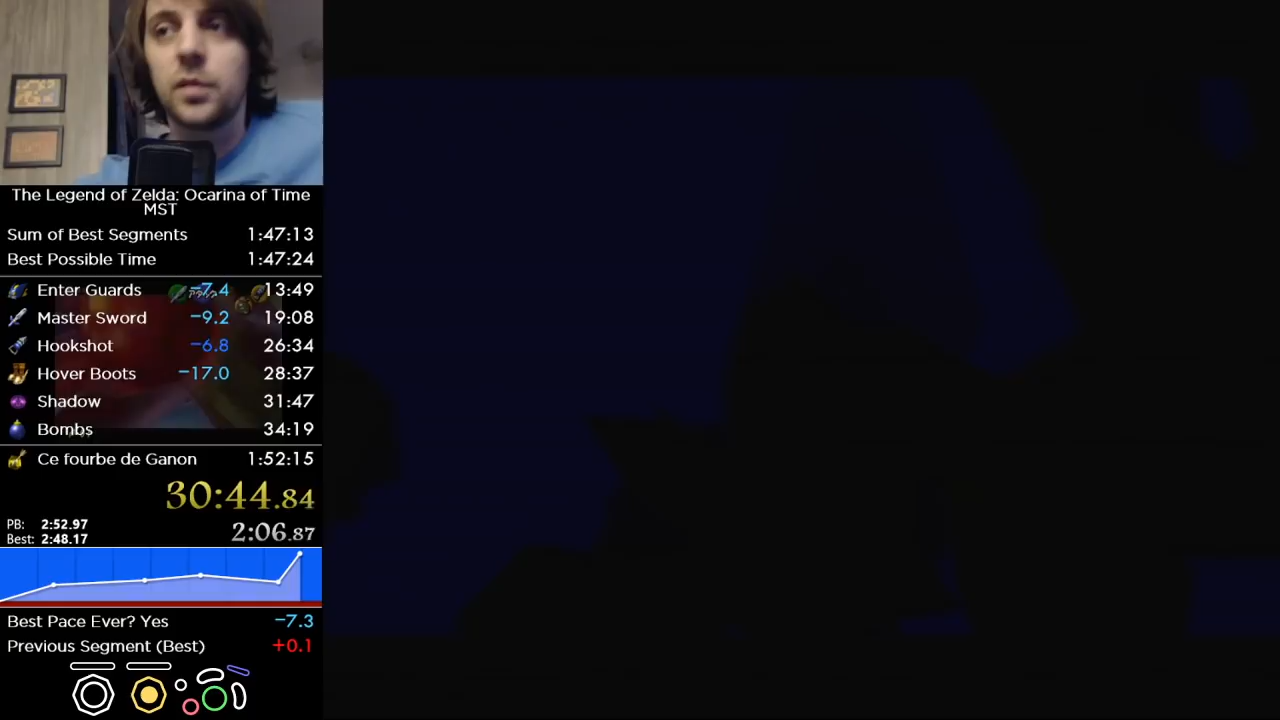 The Legend of Zelda: Ocarina of Time
MST
Sum of Best Segments 1:47:13
Best Possible Time 1:47:24
Enter Guards −7.4 13:49
Master Sword −9.2 19:08
Hookshot −6.8 26:34
Hover Boots −17.0 28:37
Shadow 31:47
Bombs 34:19
Ce fourbe de Ganon 1:52:15
30:44.84
PB: 2:52.97
Best: 2:48.17
2:06.87
Best Pace Ever? Yes −7.3
Previous Segment (Best) +0.1